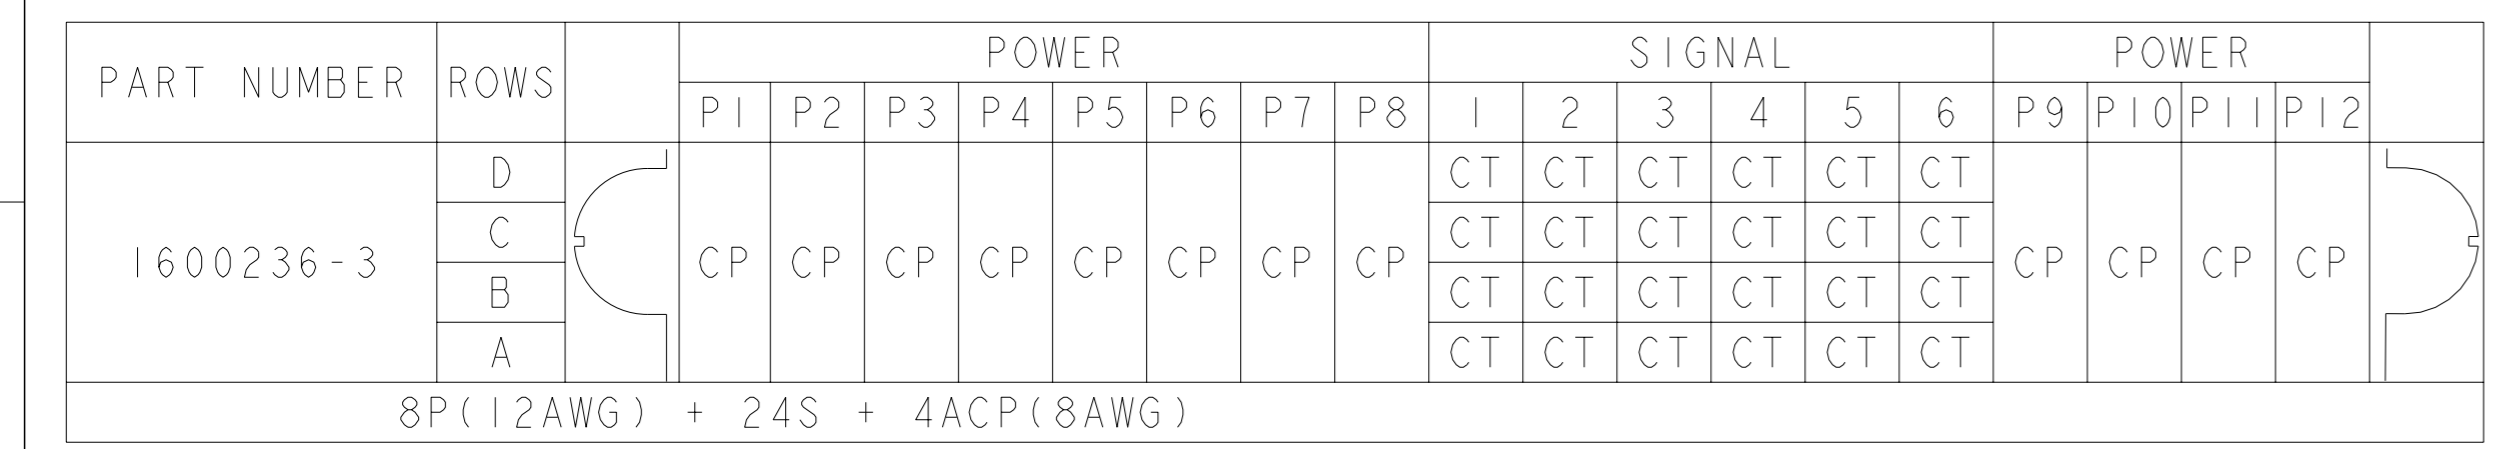 PART NUMBER ROWS POWER SIGNAL POWER
P1 P2 P3 P4 P5 P6 P7 P8 1 2 3 4 5 6 P9 P10 P11 P12
D CT CT CT CT CT CT
C CT CT CT CT CT CT
1600236-3 CP CP CP CP CP CP CP CP CP CP CP CP
B CT CT CT CT CT CT
A CT CT CT CT CT CT
8P(12AWG) + 24S + 4ACP(8AWG)